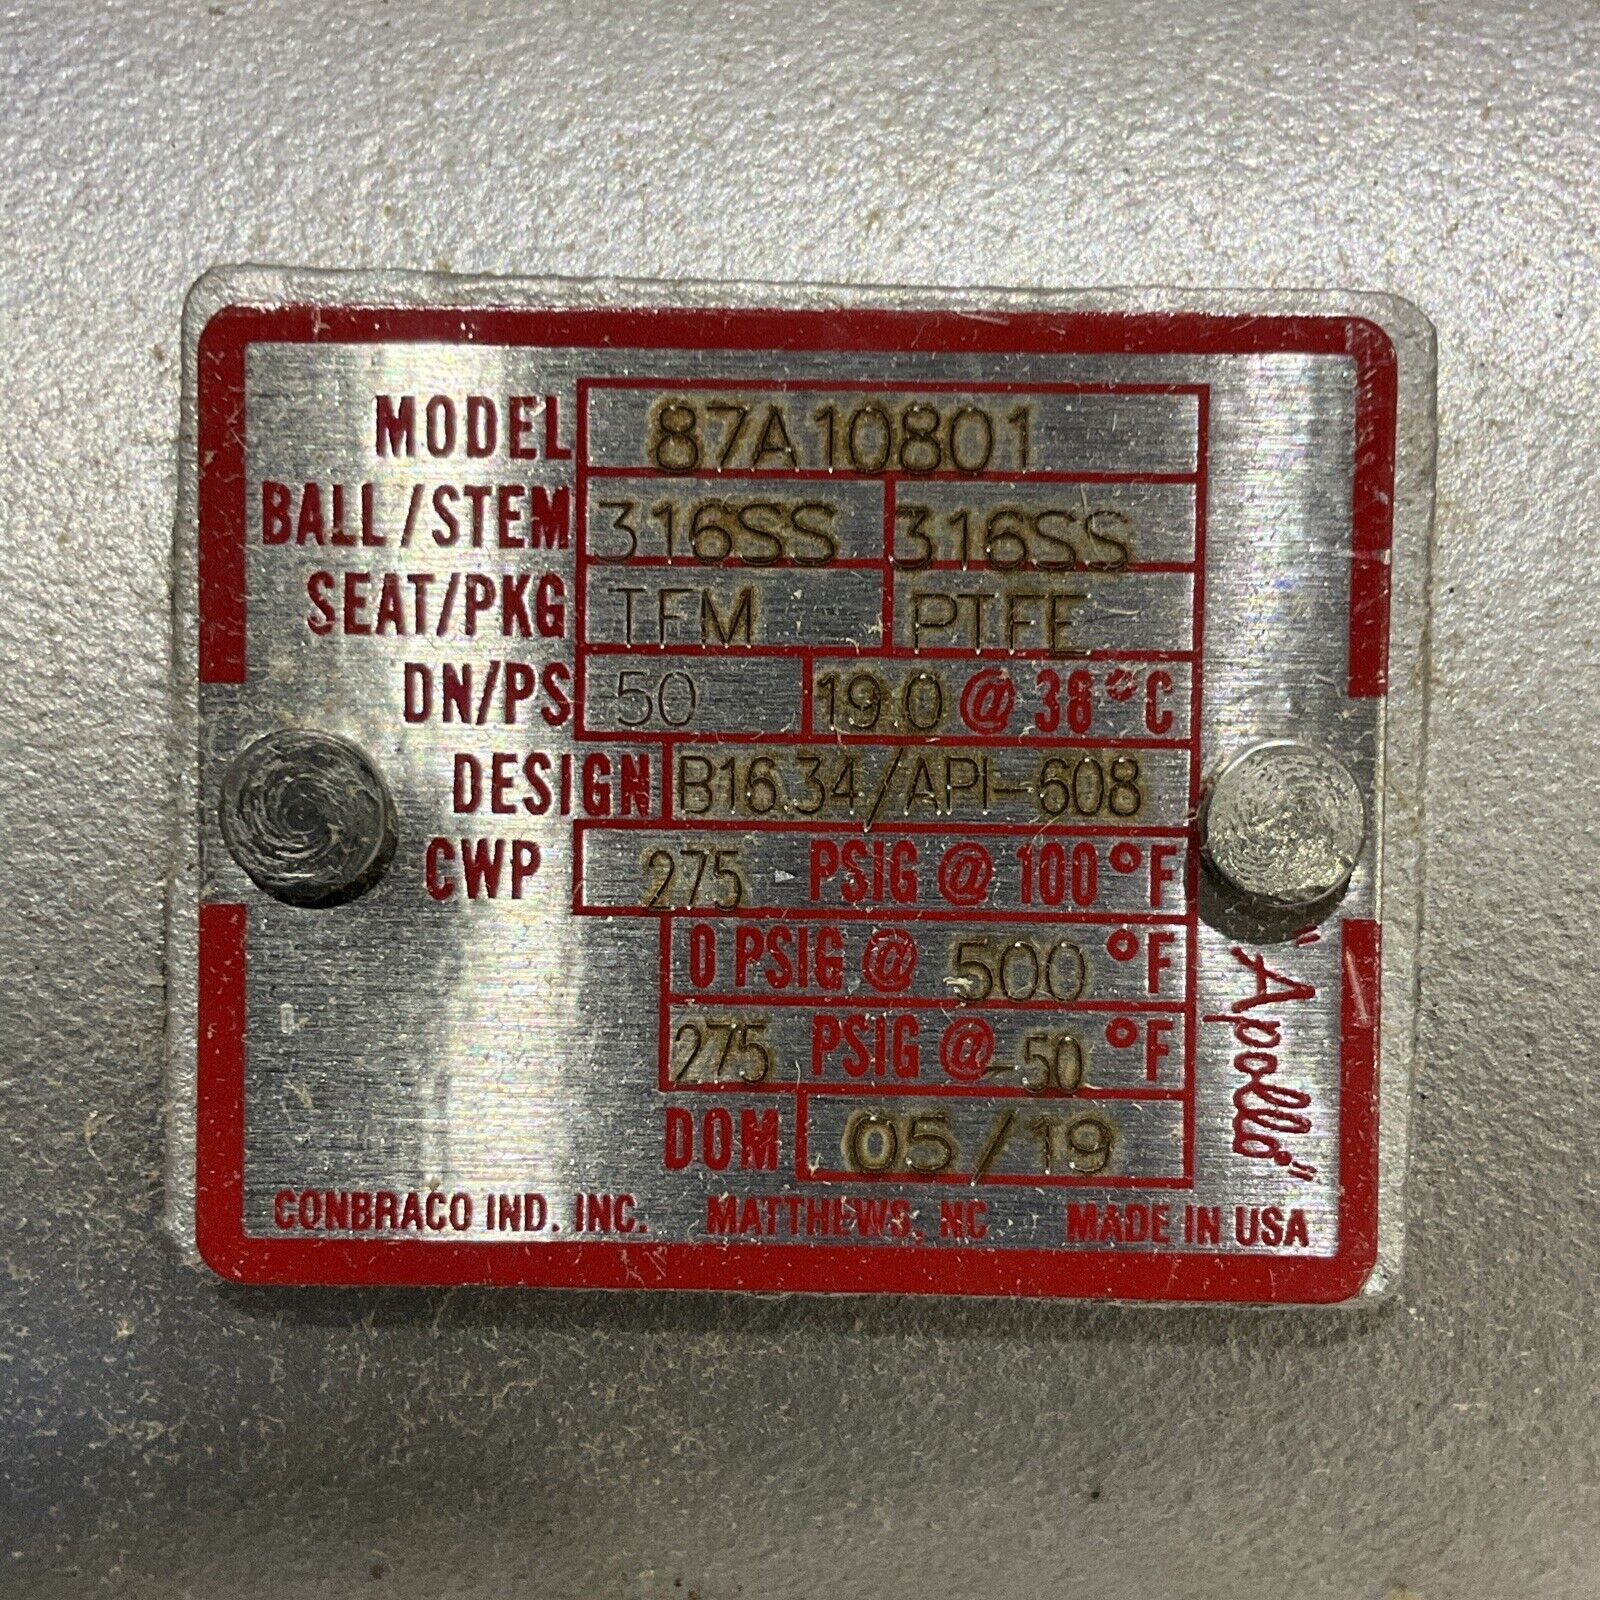 MODEL 87A10801
BALL/STEM 316SS 316SS
SEAT/PKG TFM PTFE
DN/PS 50 19.0 @ 38°C
DESIGN B16.34/API-608
CWP 275 PSIG @ 100°F
0 PSIG @ 500°F
275 PSIG @ -50°F
DOM 05/19
CONBRACO IND. INC. MATTHEWS, NC MADE IN USA
"Apollo"